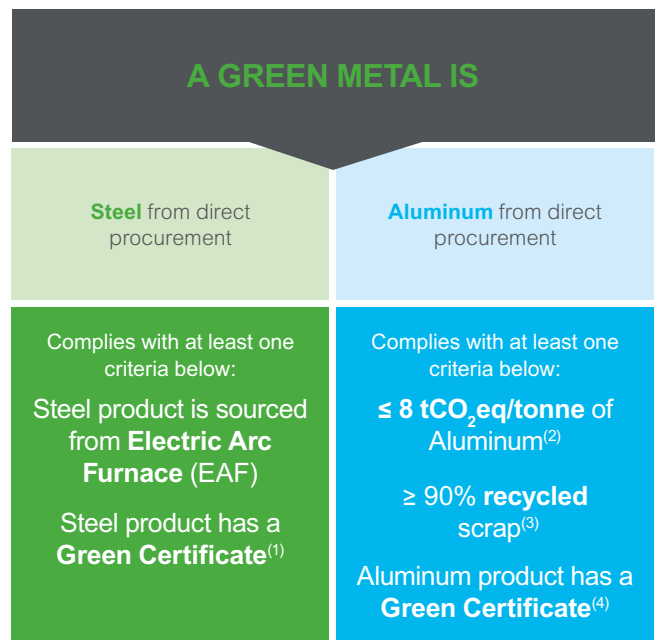 A GREEN METAL IS
Steel from direct
procurement
Aluminum from direct
procurement
Complies with at least one
criteria below:
Steel product is sourced
from Electric Arc
Furnace (EAF)
Steel product has a
Green Certificate(1)
Complies with at least one
criteria below:
≤ 8 tCO2eq/tonne of
Aluminum(2)
≥ 90% recycled
scrap(3)
Aluminum product has a
Green Certificate(4)